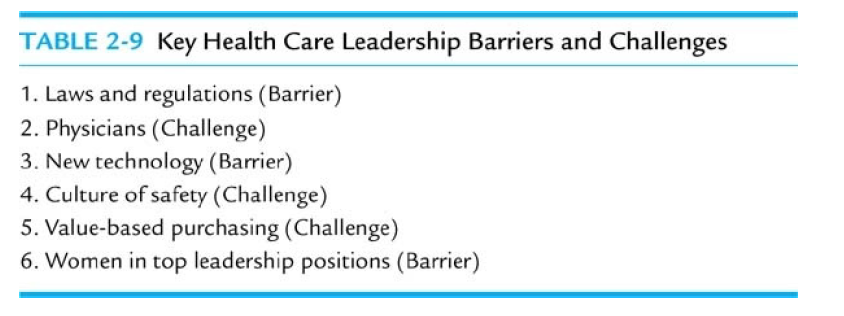 TABLE 2-9 Key Health Care Leadership Barriers and Challenges
1. Laws and regulations (Barrier)
2. Physicians (Challenge)
3. New technology (Barrier)
4. Culture of safety (Challenge)
5. Value-based purchasing (Challenge)
6. Women in top leadership positions (Barrier)